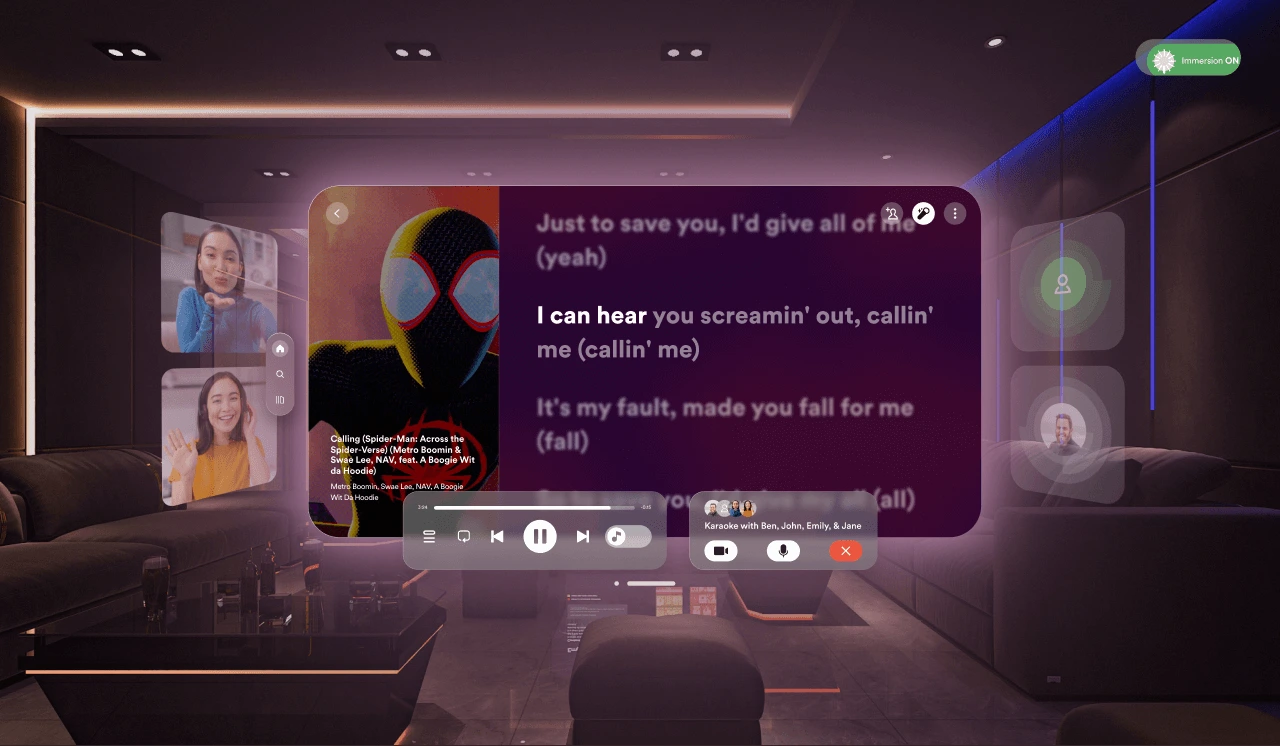 Immersion ON
Just to save you, I'd give all of me
(yeah)
I can hear you screamin' out, callin'
me (callin' me)
It's my fault, made you fall for me
(fall)
(all)
Calling (Spider-Man: Across the
Spider-Verse) (Metro Boomin &
Swae Lee, NAV, feat. A Boogie Wit
da Hoodie)
Metro Boomin, Swae Lee, NAV, A Boogie
Wit Da Hoodie
Karaoke with Ben, John, Emily, & Jane